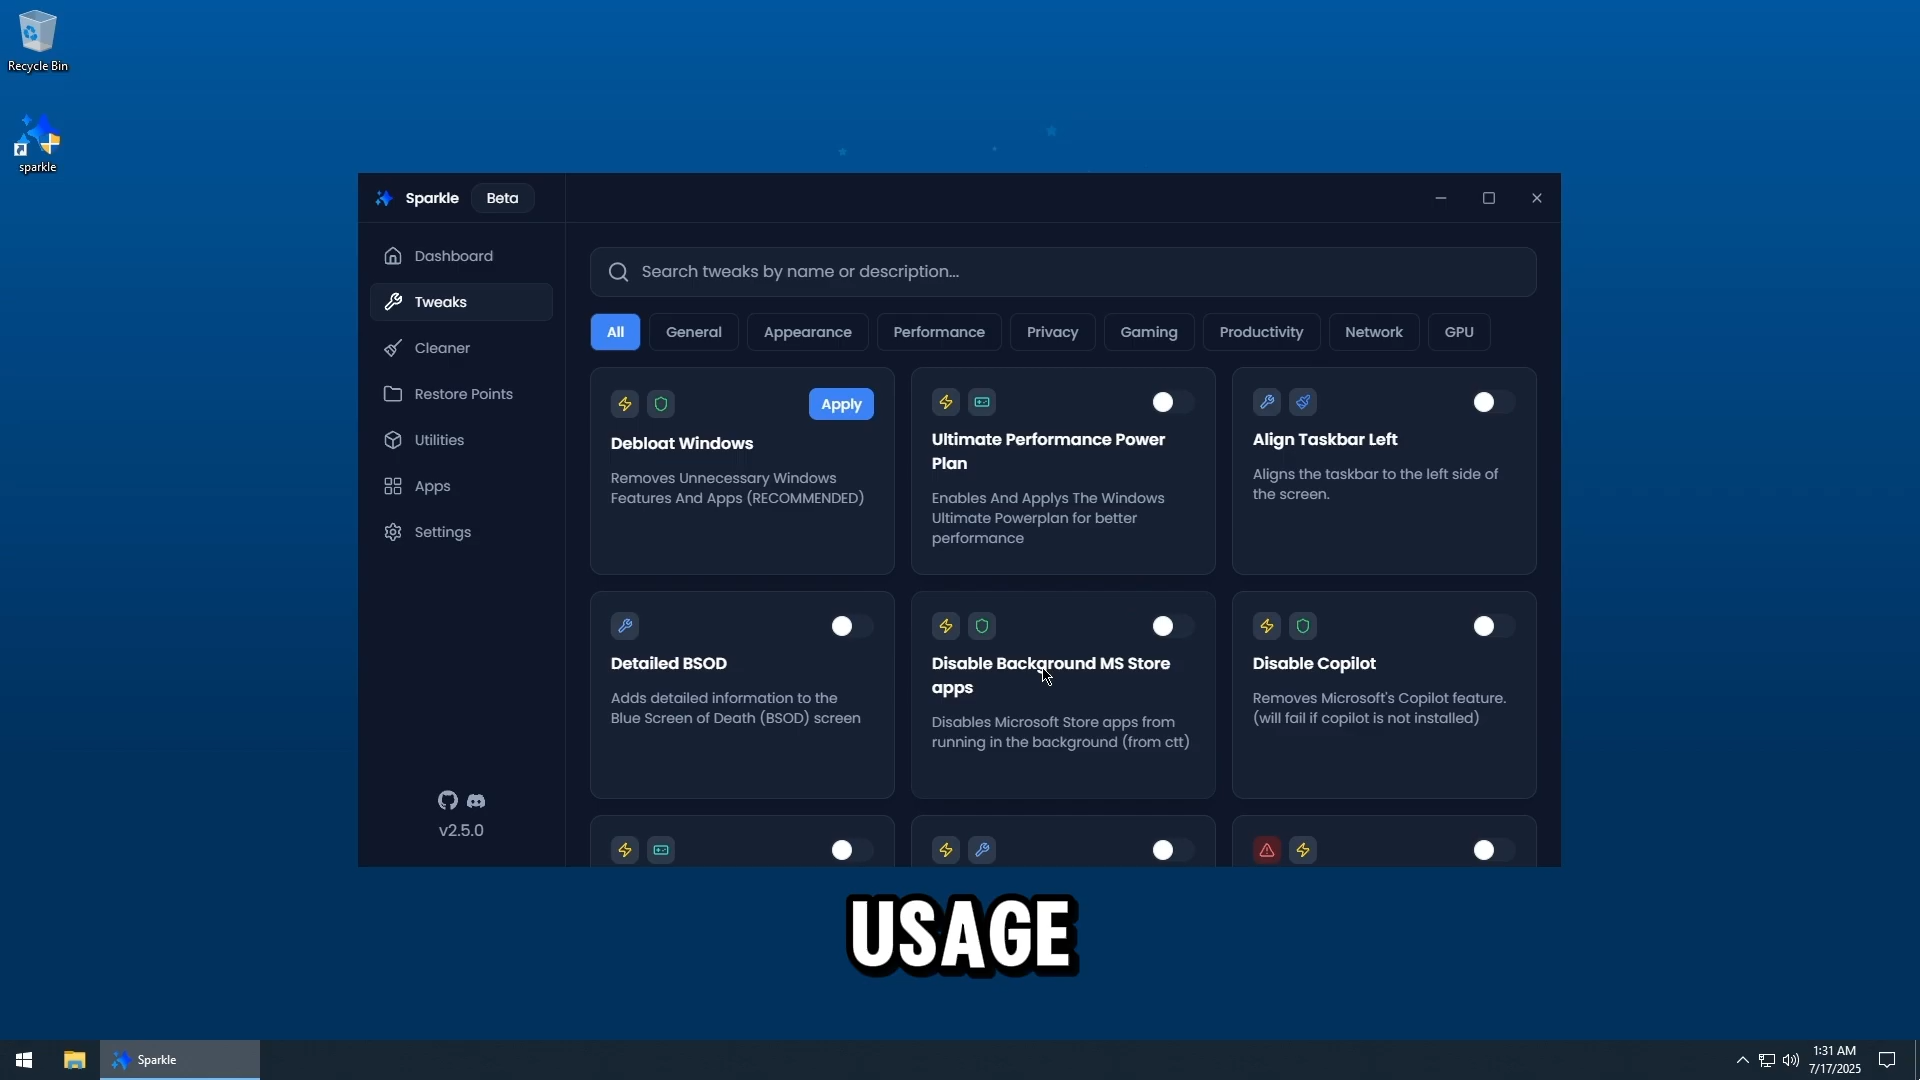 Recycle Bin
sparkle
Sparkle
Beta
Dashboard
Tweaks
Cleaner
Restore Points
Utilities
Apps
Settings
v2.5.0
Search tweaks by name or description...
All
General
Appearance
Performance
Privacy
Gaming
Productivity
Network
GPU
Apply
Debloat Windows
Removes Unnecessary Windows
Features And Apps (RECOMMENDED)
Ultimate Performance Power
Plan
Enables And Applys The Windows
Ultimate Powerplan for better
performance
Align Taskbar Left
Aligns the taskbar to the left side of
the screen.
Detailed BSOD
Adds detailed information to the
Blue Screen of Death (BSOD) screen
Disable Background MS Store
apps
Disables Microsoft Store apps from
running in the background (from ctt)
Disable Copilot
Removes Microsoft's Copilot feature.
(will fail if copilot is not installed)
USAGE
Sparkle
1:31 AM
7/17/2025